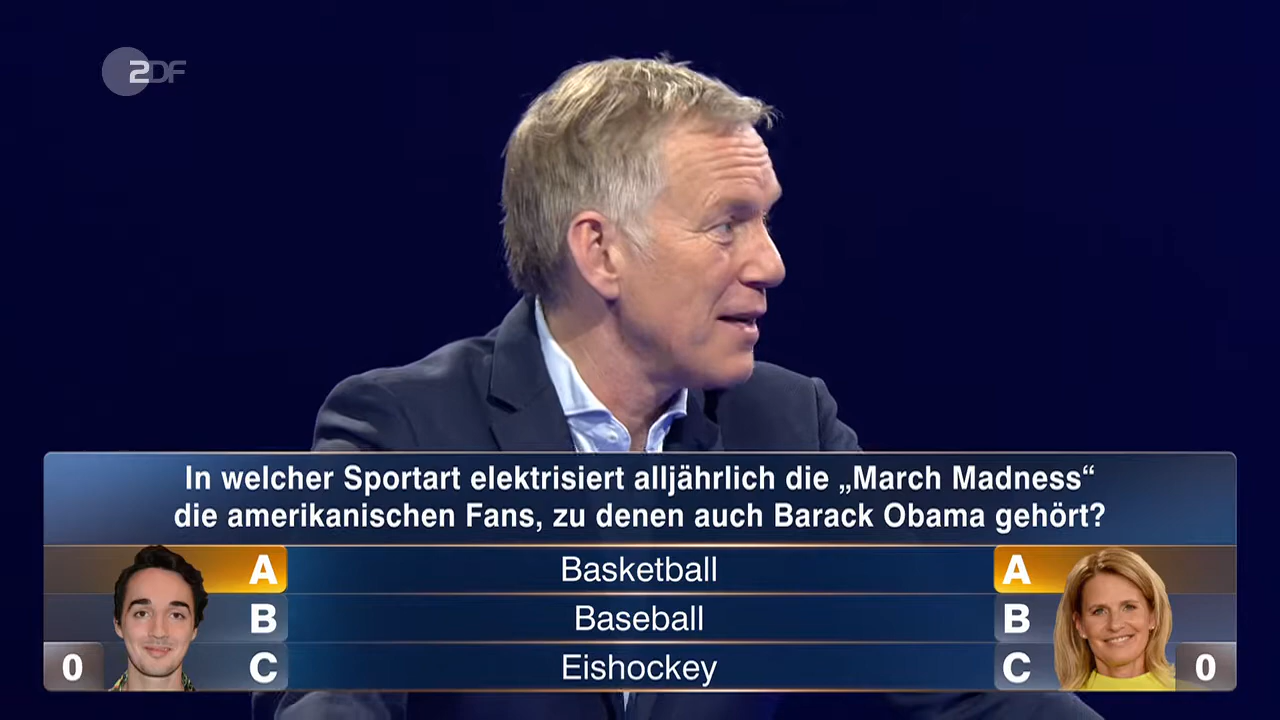 ZDF
In welcher Sportart elektrisiert alljährlich die „March Madness“
die amerikanischen Fans, zu denen auch Barack Obama gehört?
A Basketball A
B Baseball B
0 C Eishockey C 0